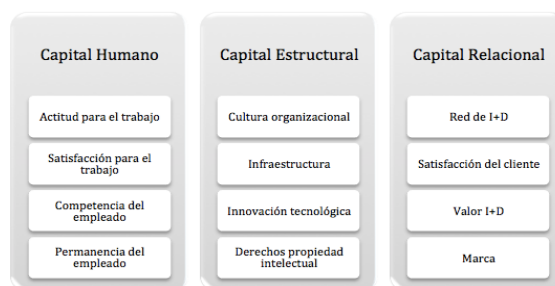 Capital Humano
Actitud para el trabajo
Satisfacción para el
trabajo
Competencia del
empleado
Permanencia del
empleado
Capital Estructural
Cultura organizacional
Infraestructura
Innovación tecnológica
Derechos propiedad
intelectual
Capital Relacional
Red de I+D
Satisfacción del cliente
Valor I+D
Marca